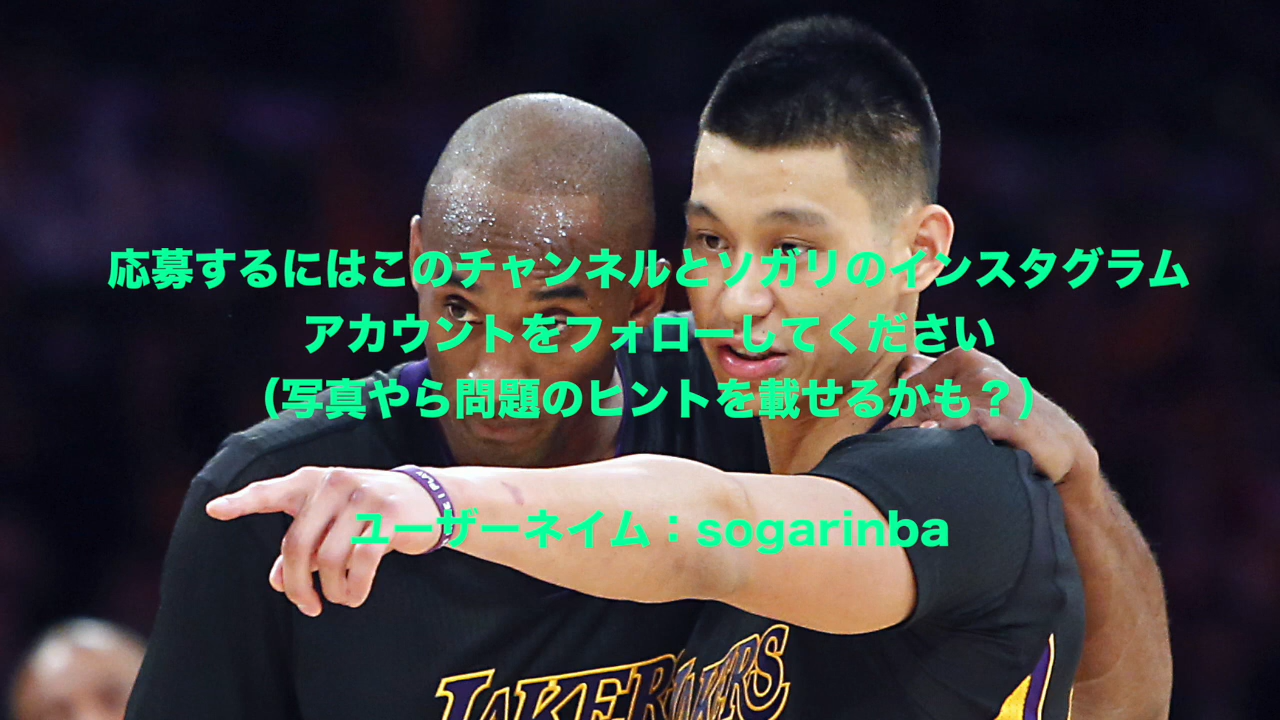 応募するにはこのチャンネルとソガリのインスタグラム
アカウントをフォローしてください
（写真やら問題のヒントを載せるかも？）
ユーザーネイム：sogarinba
I PLAY
LAKERS
LAKERS